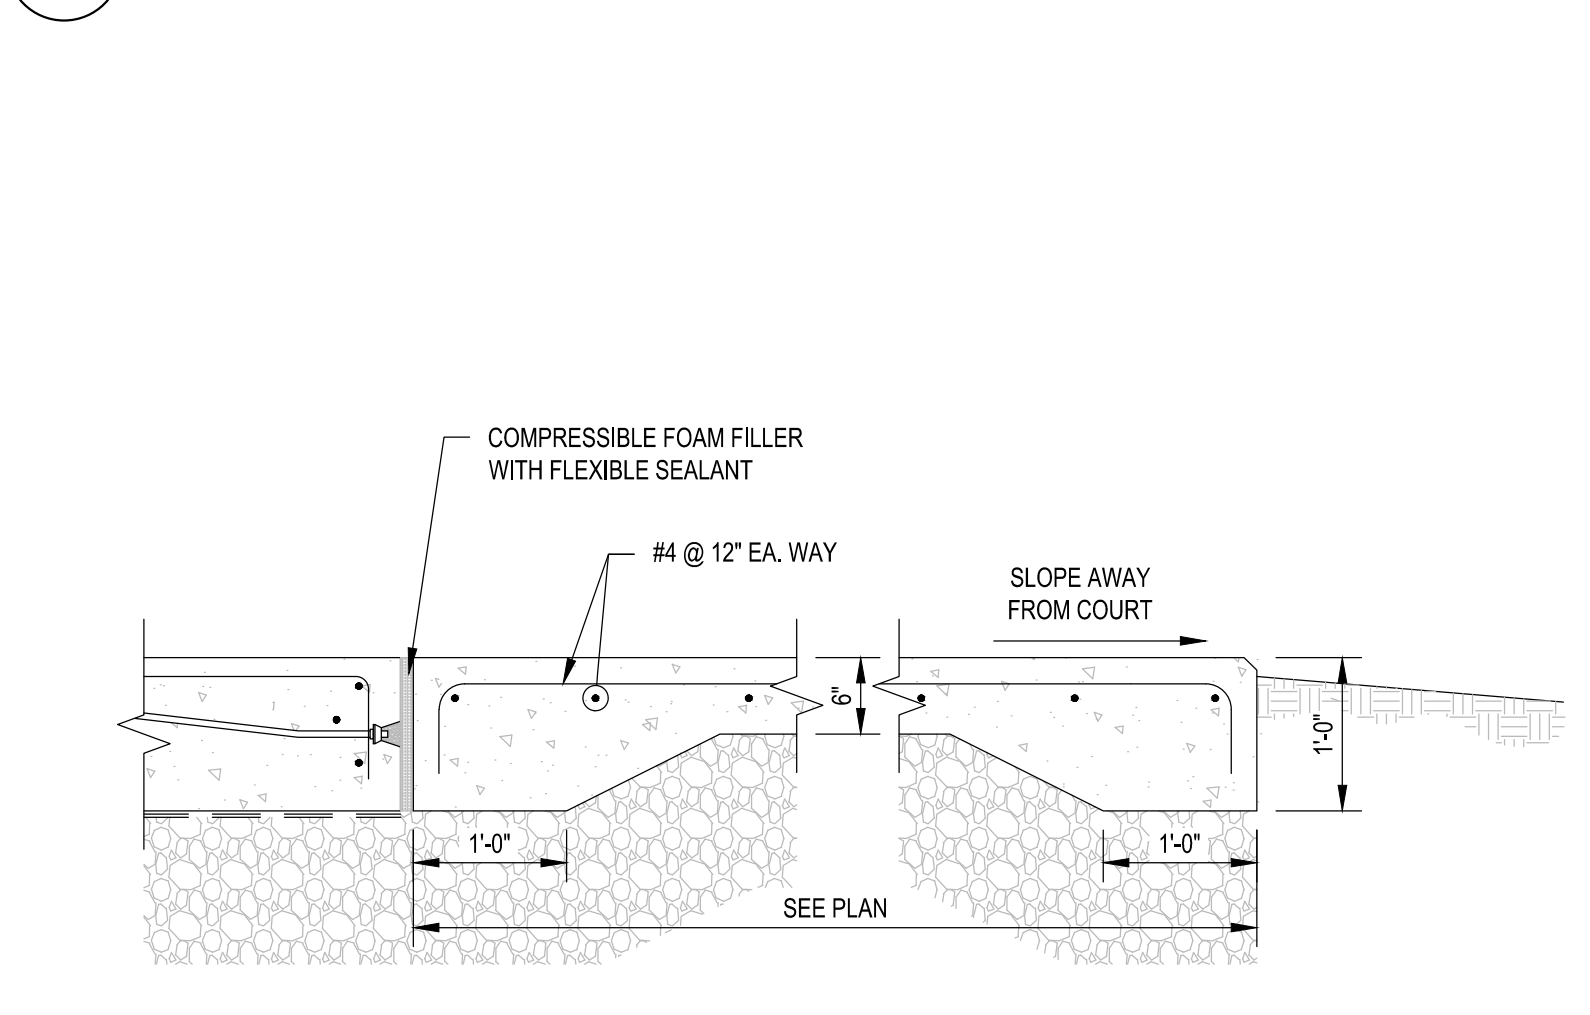 COMPRESSIBLE FOAM FILLER
WITH FLEXIBLE SEALANT
#4 @ 12" EA. WAY
SLOPE AWAY
FROM COURT
6"
1'-0"
1'-0"
1'-0"
SEE PLAN